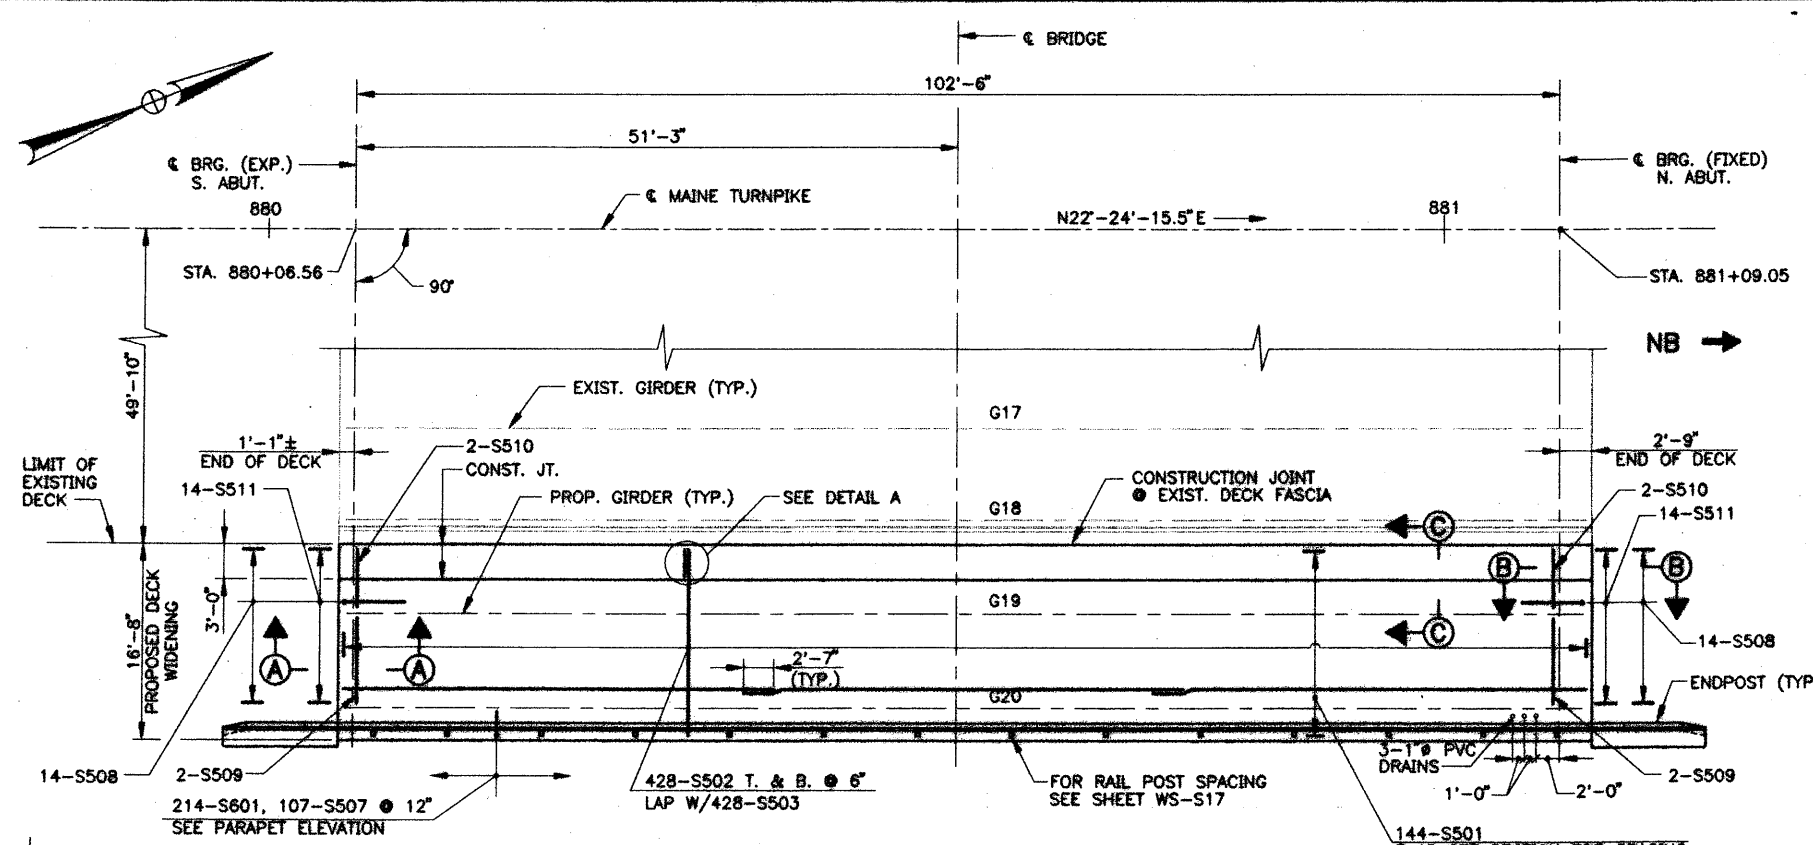 ℄ BRIDGE
102'-6"
51'-3"
℄ BRG. (EXP.)
S. ABUT.
℄ BRG. (FIXED)
N. ABUT.
℄ MAINE TURNPIKE
880
N22°-24'-15.5"E
881
STA. 880+06.56
90°
STA. 881+09.05
NB
49'-10"
EXIST. GIRDER (TYP.)
G17
1'-1"±
END OF DECK
2-S510
CONST. JT.
2'-9"
END OF DECK
LIMIT OF
EXISTING
DECK
14-S511
PROP. GIRDER (TYP.)
SEE DETAIL A
CONSTRUCTION JOINT
@ EXIST. DECK FASCIA
2-S510
14-S511
G18
C
B
B
3'-0"
16'-8"
PROPOSED DECK
WIDENING
G19
C
14-S508
A
A
2'-7"
(TYP.)
G20
ENDPOST (TYP
14-S508
2-S509
3-1"ø PVC
DRAINS
1'-0"
2'-0"
2-S509
428-S502 T. & B. @ 6"
LAP W/428-S503
FOR RAIL POST SPACING
SEE SHEET WS-S17
214-S601, 107-S507 @ 12"
SEE PARAPET ELEVATION
144-S501